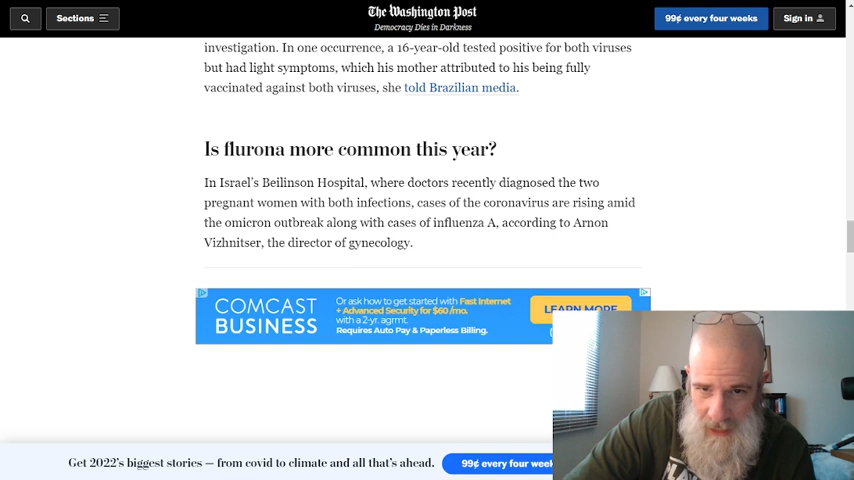 Sections
The Washington Post
Democracy Dies in Darkness
99¢ every four weeks
Sign in
investigation. In one occurrence, a 16-year-old tested positive for both viruses
but had light symptoms, which his mother attributed to his being fully
vaccinated against both viruses, she told Brazilian media.
Is flurona more common this year?
In Israel's Beilinson Hospital, where doctors recently diagnosed the two
pregnant women with both infections, cases of the coronavirus are rising amid
the omicron outbreak along with cases of influenza A, according to Arnon
Vizhnitser, the director of gynecology.
COMCAST
BUSINESS
Or ask how to get started with Fast Internet
+ Advanced Security for $60/mo.
with a 2-yr. agrmt.
Requires Auto Pay & Paperless Billing.
LEARN MORE
Get 2022's biggest stories — from covid to climate and all that's ahead.
99¢ every four week